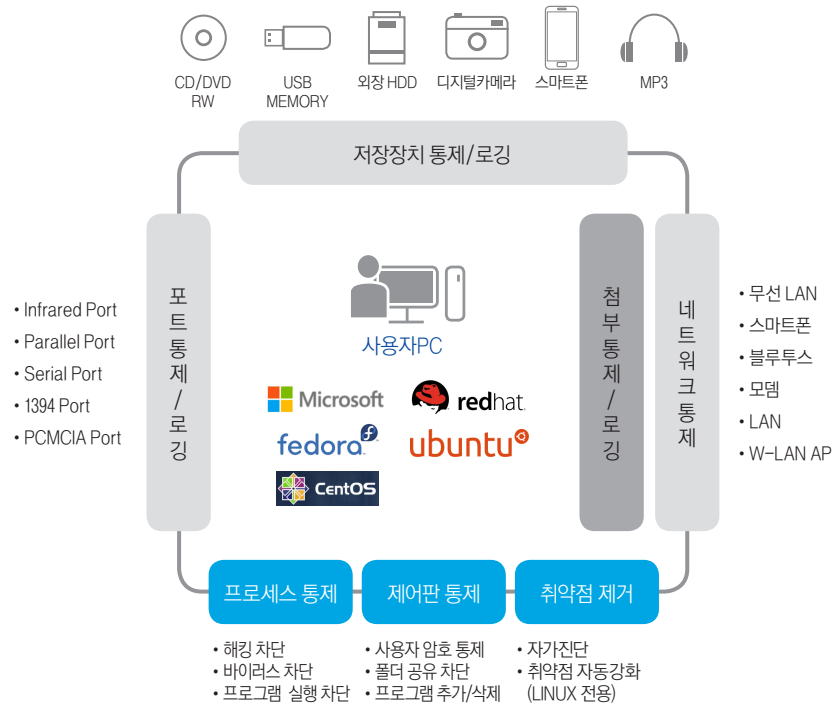 CD/DVD
RW
USB
MEMORY
외장 HDD
디지털카메라
스마트폰
MP3
저장장치 통제/로깅
포트통제/로깅
• Infrared Port
• Parallel Port
• Serial Port
• 1394 Port
• PCMCIA Port
사용자PC
Microsoft
redhat.
fedora
ubuntu
CentOS
첨부통제/로깅
네트워크통제
• 무선 LAN
• 스마트폰
• 블루투스
• 모뎀
• LAN
• W-LAN AP
프로세스 통제
• 해킹 차단
• 바이러스 차단
• 프로그램 실행 차단
제어판 통제
• 사용자 암호 통제
• 폴더 공유 차단
• 프로그램 추가/삭제
취약점 제거
• 자가진단
• 취약점 자동강화
(LINUX 전용)